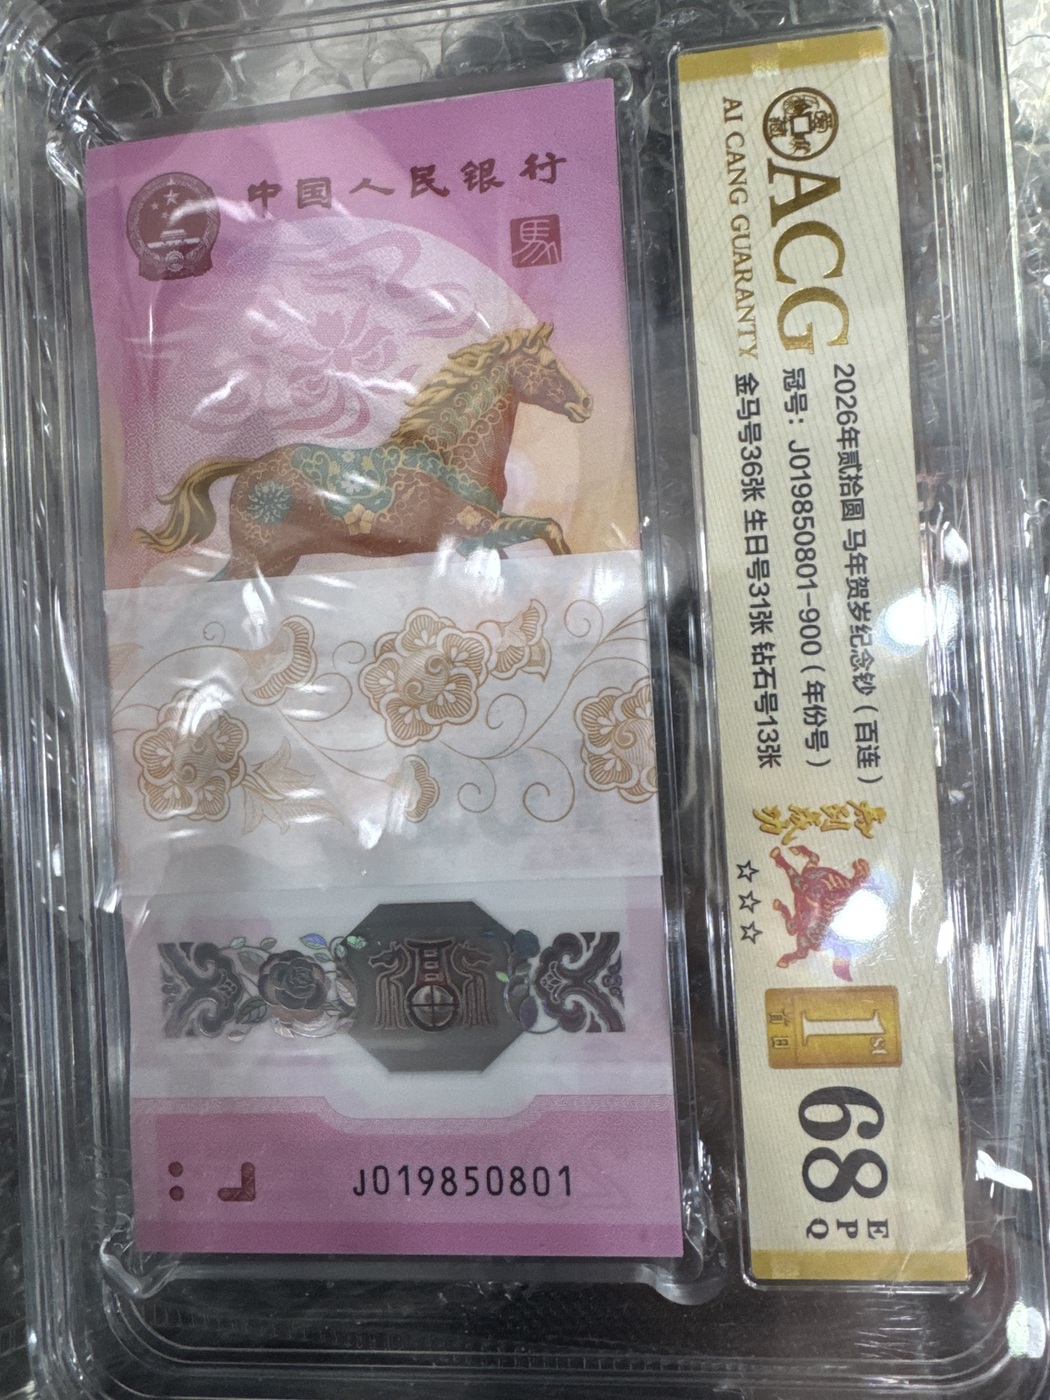 中国人民银行
馬
J019850801
ACG
AI CANG GUARANTY
2026年贰拾圆 马年贺岁纪念钞（百连）
冠号：J019850801-900（年份号）
金马号36张 生日号31张 钻石号13张
☆☆☆
1St
首日
68
EPQ